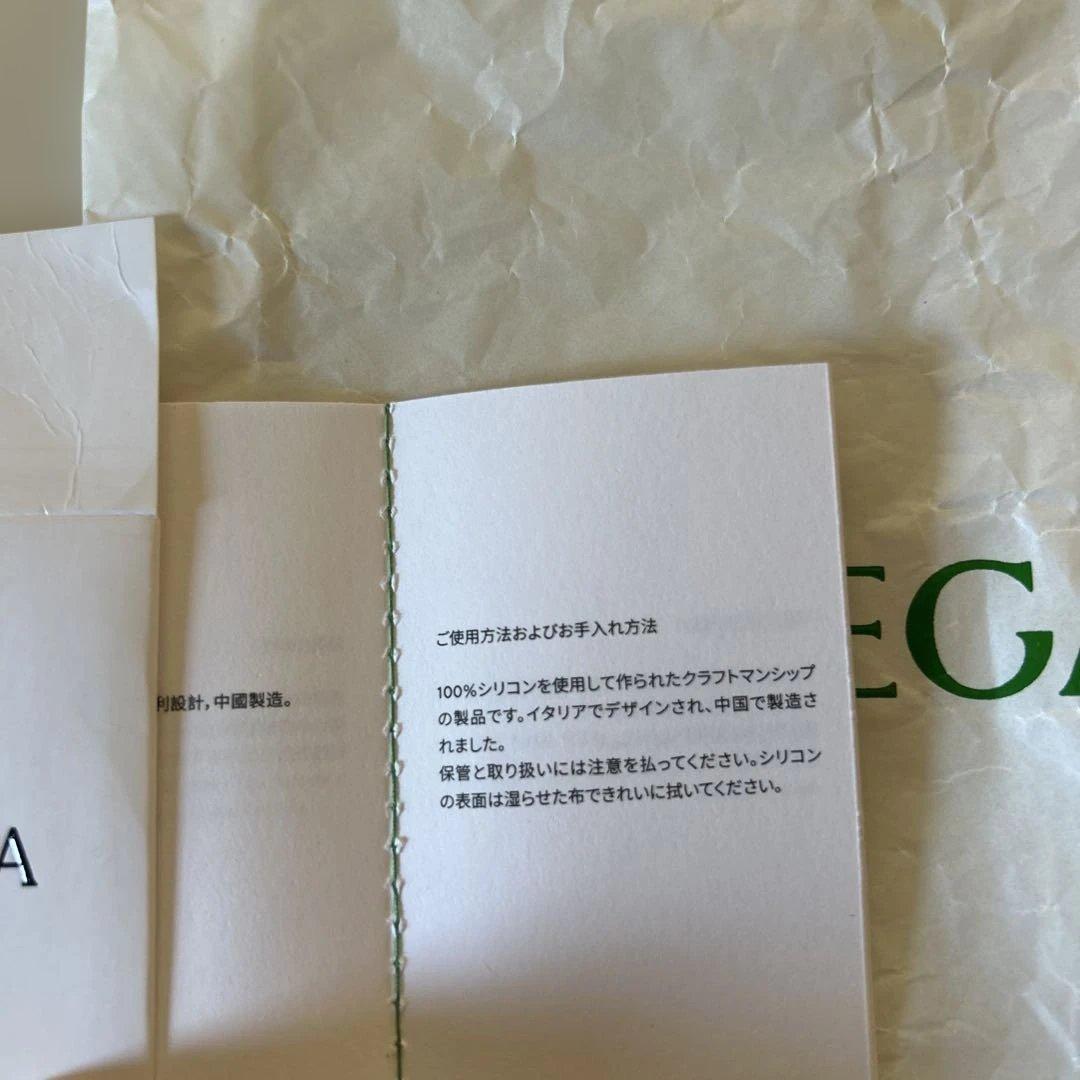 利設計，中國製造。
ご使用方法およびお手入れ方法
100%シリコンを使用して作られたクラフトマンシップ
の製品です。イタリアでデザインされ、中国で製造さ
れました。
保管と取り扱いには注意を払ってください。シリコン
の表面は湿らせた布できれいに拭いてください。
EGA
A